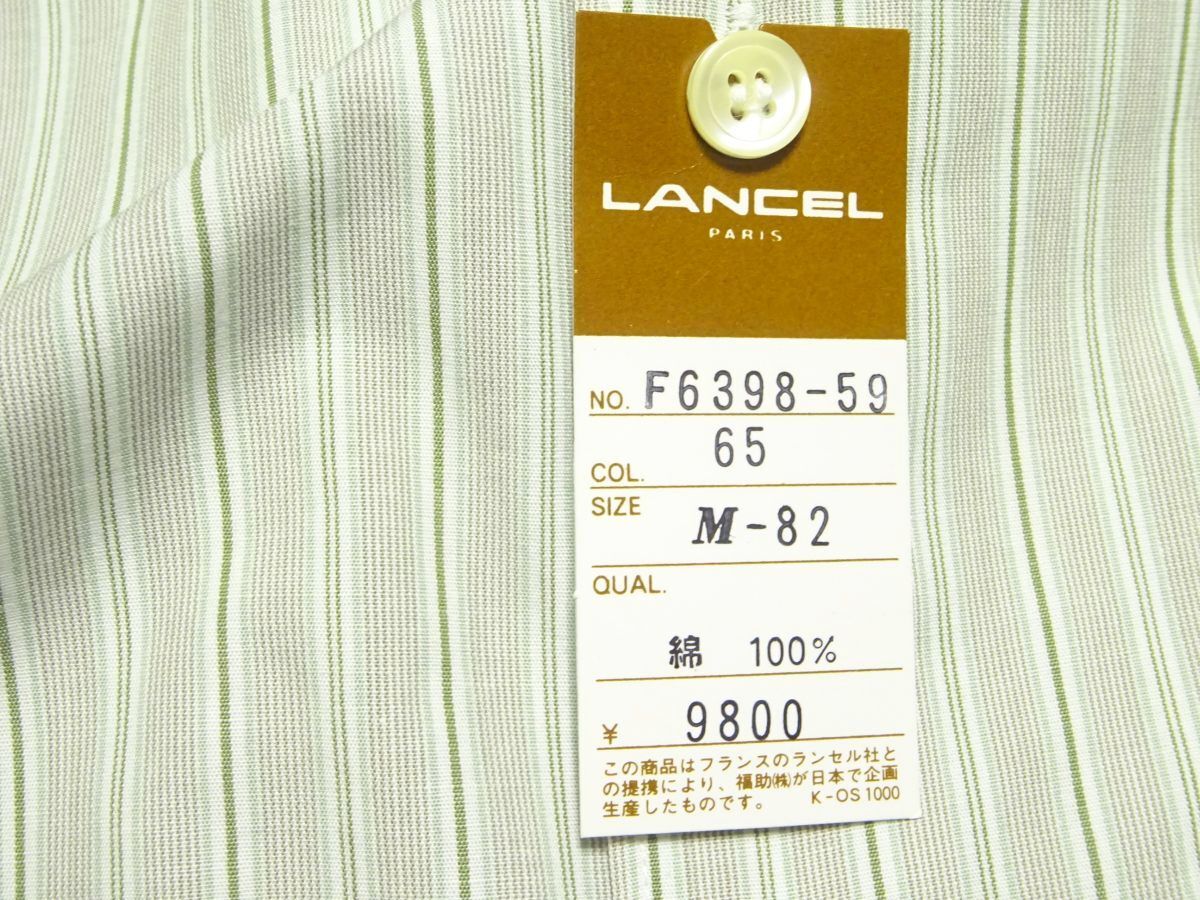 LANCEL
PARIS
NO. F6398-59
COL. 65
SIZE M-82
QUAL.
綿 100%
¥ 9800
この商品はフランスのランセル社と
の提携により、福助㈱が日本で企画
生産したものです。 K-OS1000